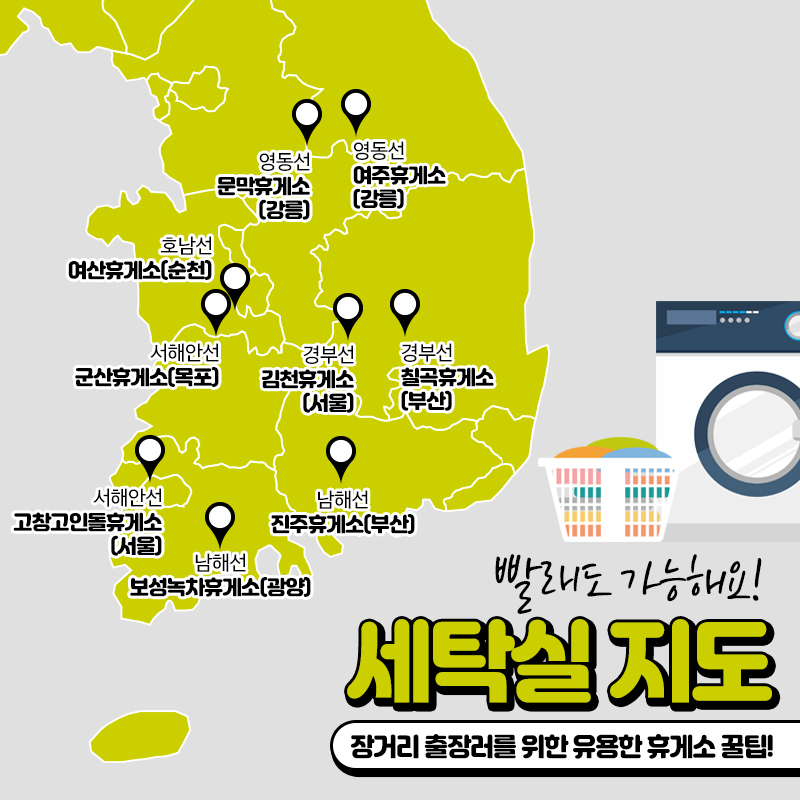 영동선
문막휴게소
(강릉)
영동선
여주휴게소
(강릉)
호남선
여산휴게소(순천)
서해안선
군산휴게소(목포)
경부선
김천휴게소
(서울)
경부선
칠곡휴게소
(부산)
서해안선
고창고인돌휴게소
(서울)
남해선
진주휴게소(부산)
남해선
보성녹차휴게소(광양)
빨래도 가능해요!
세탁실 지도
장거리 출장러를 위한 유용한 휴게소 꿀팁!